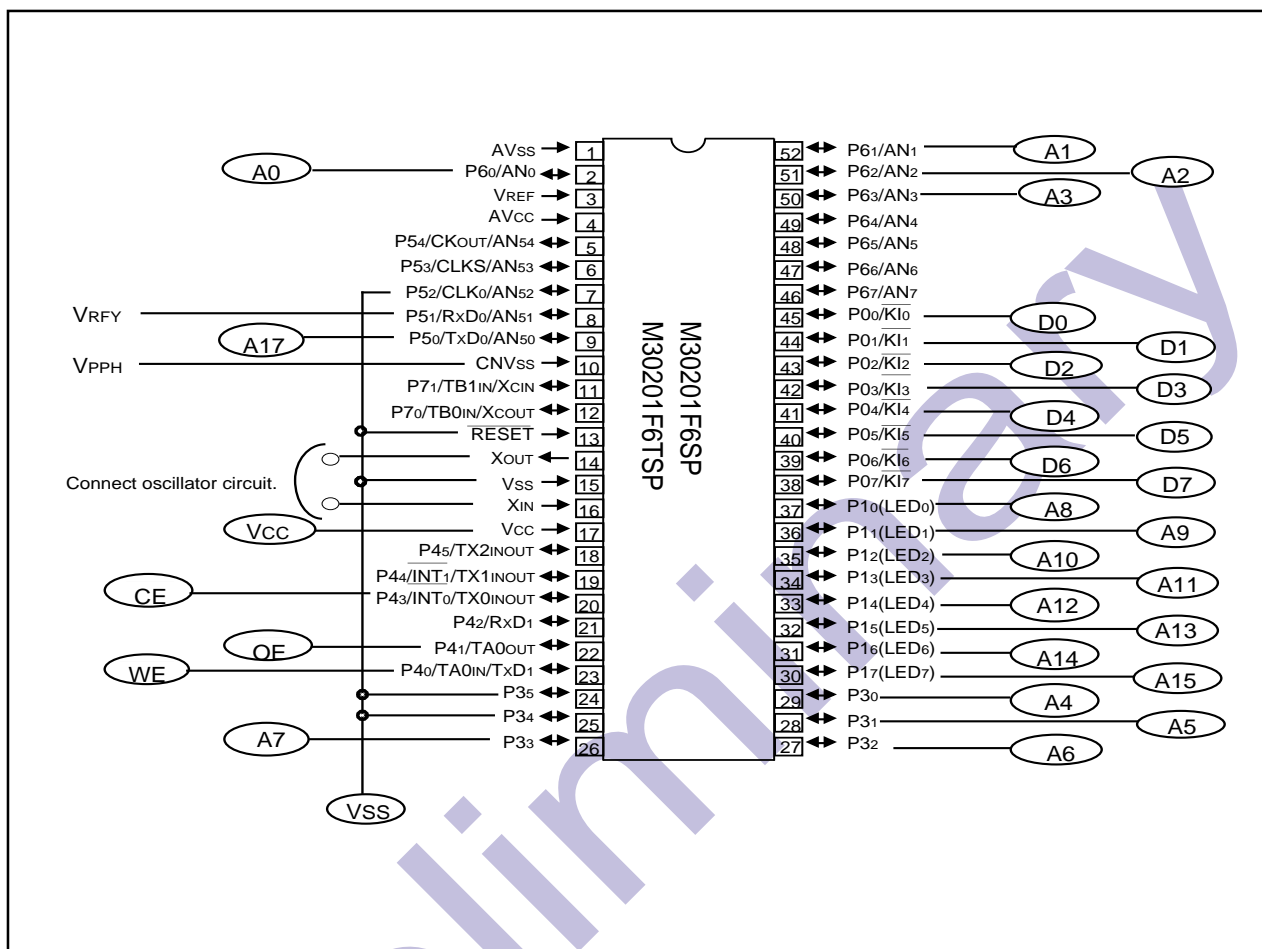 A0
VRFY
A17
VPPH
Connect oscillator circuit.
VCC
CE
OE
WE
A7
VSS
AVSS 1
P60/AN0 2
VREF 3
AVCC 4
P54/CKOUT/AN54 5
P53/CLKS/AN53 6
P52/CLK0/AN52 7
P51/RxD0/AN51 8
P50/TxD0/AN50 9
CNVSS 10
P71/TB1IN/XCIN 11
P70/TB0IN/XCOUT 12
RESET 13
XOUT 14
VSS 15
XIN 16
VCC 17
P45/TX2INOUT 18
P44/INT1/TX1INOUT 19
P43/INT0/TX0INOUT 20
P42/RxD1 21
P41/TA0OUT 22
P40/TA0IN/TxD1 23
P35 24
P34 25
P33 26
M30201F6SP
M30201F6TSP
52 P61/AN1 A1
51 P62/AN2 A2
50 P63/AN3 A3
49 P64/AN4
48 P65/AN5
47 P66/AN6
46 P67/AN7
45 P00/KI0 D0
44 P01/KI1 D1
43 P02/KI2 D2
42 P03/KI3 D3
41 P04/KI4 D4
40 P05/KI5 D5
39 P06/KI6 D6
38 P07/KI7 D7
37 P10(LED0) A8
36 P11(LED1) A9
35 P12(LED2) A10
34 P13(LED3) A11
33 P14(LED4) A12
32 P15(LED5) A13
31 P16(LED6) A14
30 P17(LED7) A15
29 P30 A4
28 P31 A5
27 P32 A6
eliminary